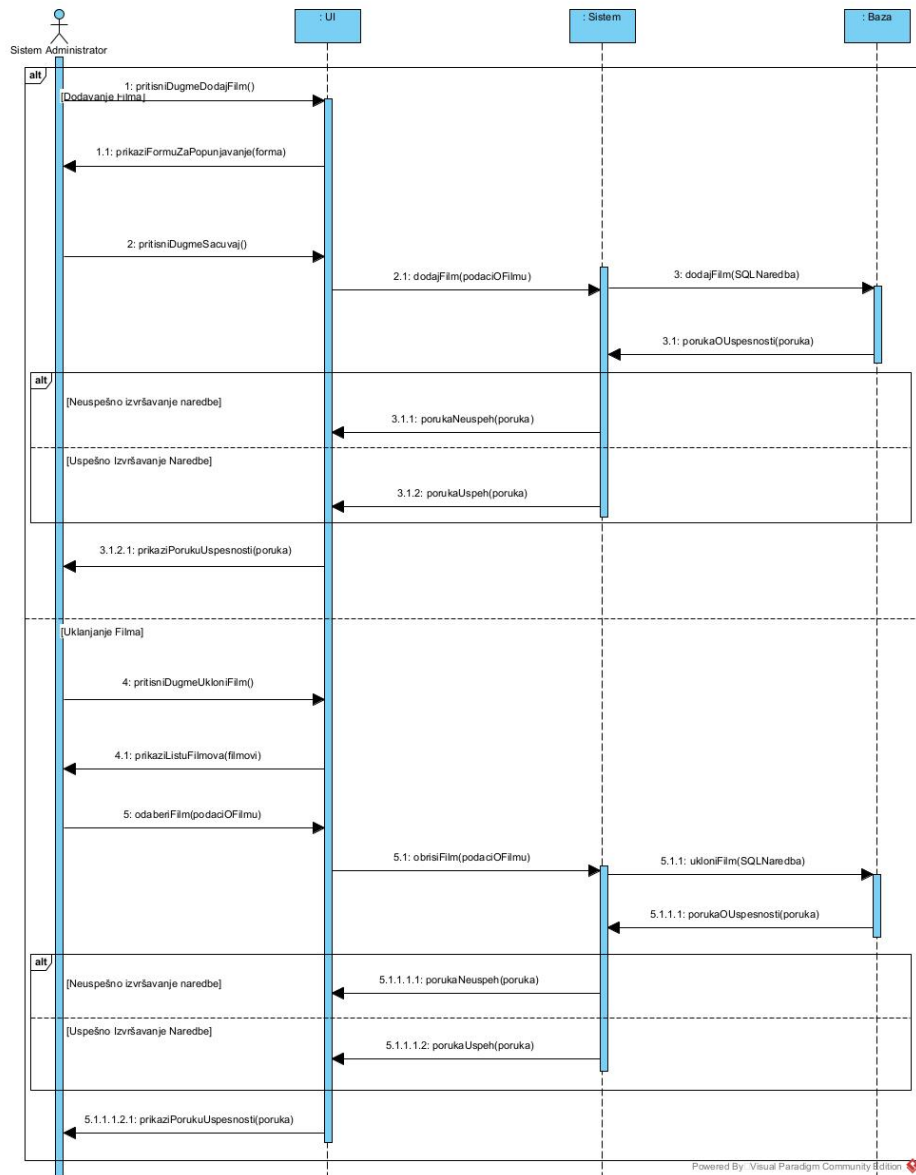 : UI
: Sistem
: Baza
Sistem Administrator
alt
1: pritisniDugmeDodajFilm()
[Dodavanje Filma]
1.1: prikaziFormuZaPopunjavanje(forma)
2: pritisniDugmeSacuvaj()
2.1: dodajFilm(podaciOFilmu)
3: dodajFilm(SQLNaredba)
3.1: porukaOUspesnosti(poruka)
alt
[Neuspešno izvršavanje naredbe]
3.1.1: porukaNeuspeh(poruka)
[Uspešno Izvršavanje Naredbe]
3.1.2: porukaUspeh(poruka)
3.1.2.1: prikaziPorukuUspesnosti(poruka)
[Uklanjanje Filma]
4: pritisniDugmeUkloniFilm()
4.1: prikaziListuFilmova(filmovi)
5: odaberiFilm(podaciOFilmu)
5.1: obrisiFilm(podaciOFilmu)
5.1.1: ukloniFilm(SQLNaredba)
5.1.1.1: porukaOUspesnosti(poruka)
alt
[Neuspešno izvršavanje naredbe]
5.1.1.1.1: porukaNeuspeh(poruka)
[Uspešno Izvršavanje Naredbe]
5.1.1.1.2: porukaUspeh(poruka)
5.1.1.1.2.1: prikaziPorukuUspesnosti(poruka)
Powered By: Visual Paradigm Community Edition